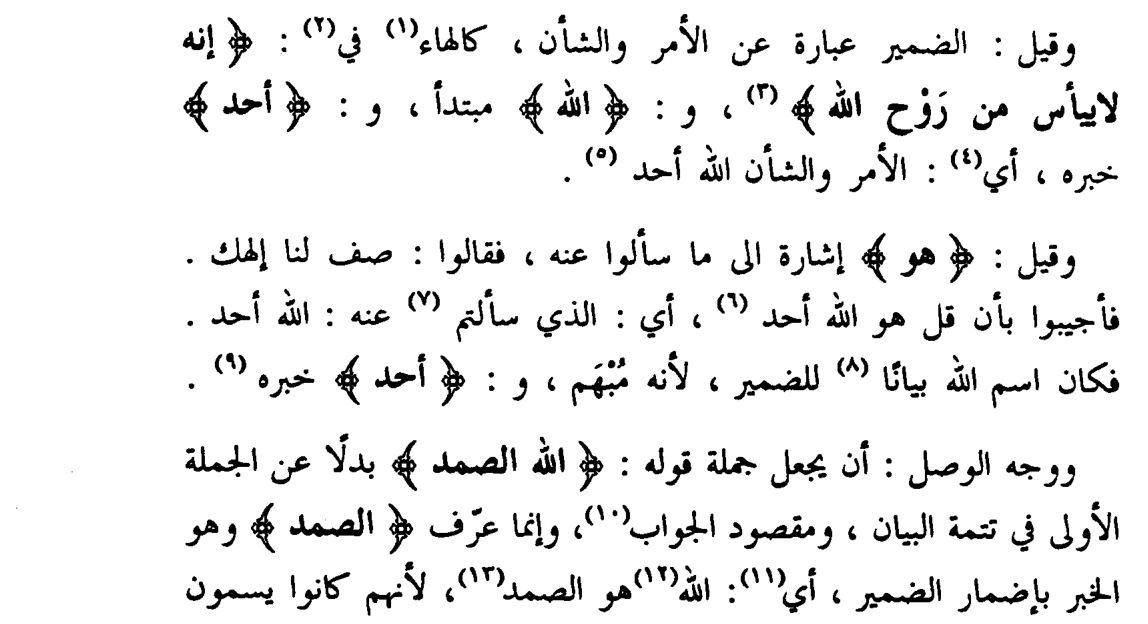 وقيل : الضمير عبارة عن الأمر والشأن ، كالهاء(١) في(٢) : ﴿ إنه
لاييأس من رَوْح الله ﴾ (٣) ، و : ﴿ الله ﴾ مبتدأ ، و : ﴿ أحد ﴾
خبره ، أي(٤) : الأمر والشأن الله أحد (٥) .
وقيل : ﴿ هو ﴾ إشارة الى ما سألوا عنه ، فقالوا : صف لنا إلهك .
فأجيبوا بأن قل هو الله أحد (٦) ، أي : الذي سألتم (٧) عنه : الله أحد .
فكان اسم الله بيانًا (٨) للضمير ، لأنه مُبْهَم ، و : ﴿ أحد ﴾ خبره (٩) .
ووجه الوصل : أن يجعل جملة قوله : ﴿ الله الصمد ﴾ بدلًا عن الجملة
الأولى في تتمة البيان ، ومقصود الجواب(١٠)، وإنما عرّف ﴿ الصمد ﴾ وهو
الخبر بإضمار الضمير ، أي(١١): الله(١٢)هو الصمد(١٣)، لأنهم كانوا يسمون